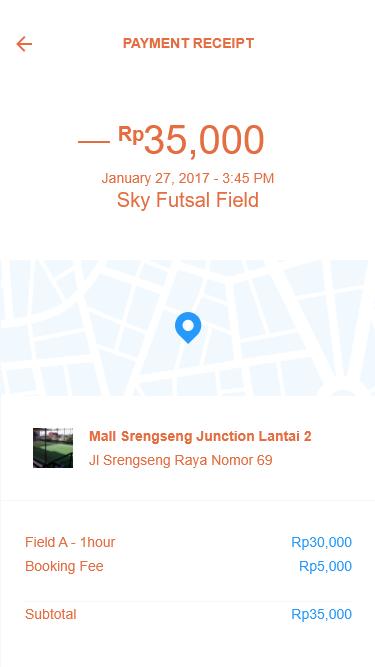 PAYMENT RECEIPT
— Rp35,000
January 27, 2017 - 3:45 PM
Sky Futsal Field
Mall Srengseng Junction Lantai 2
Jl Srengseng Raya Nomor 69
Field A - 1hour Rp30,000
Booking Fee Rp5,000
Subtotal Rp35,000